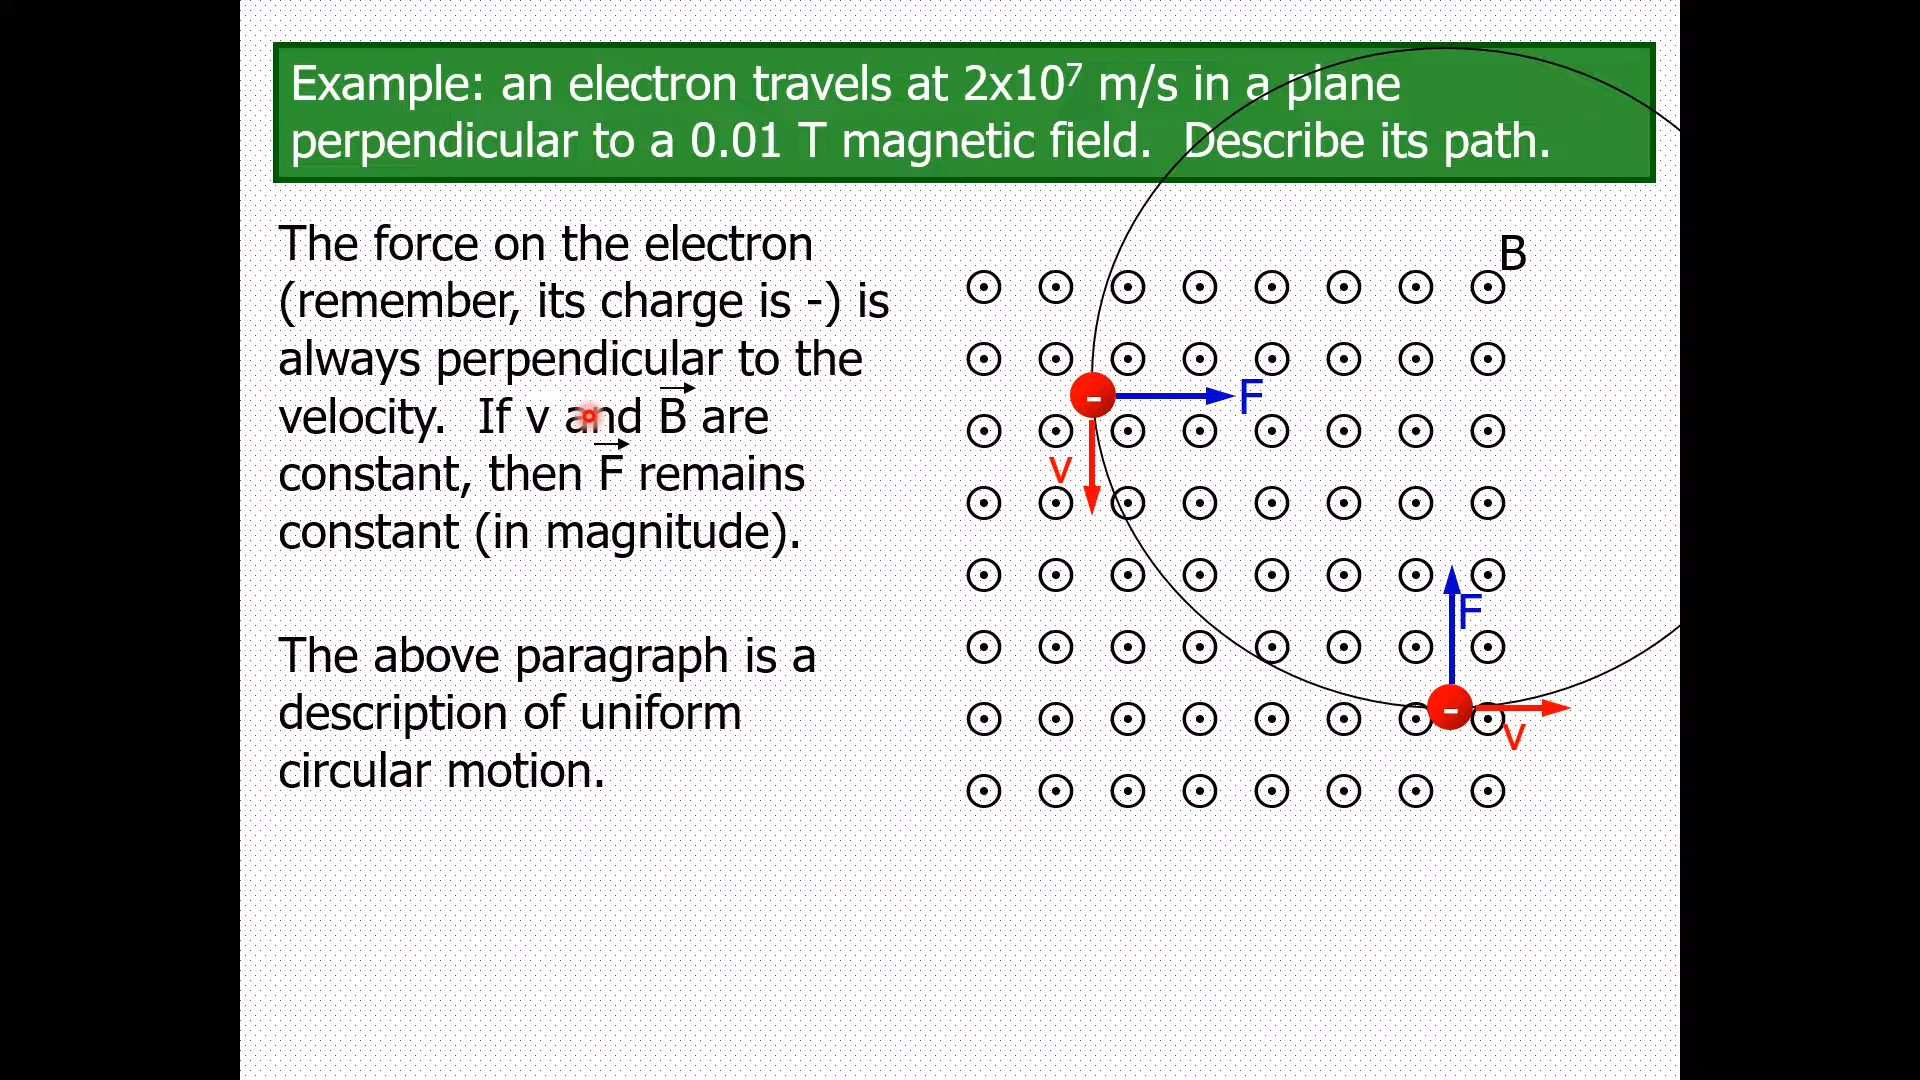 Example: an electron travels at 2x10⁷ m/s in a plane
perpendicular to a 0.01 T magnetic field. Describe its path.
The force on the electron
(remember, its charge is -) is
always perpendicular to the
velocity. If v and B⃗ are
constant, then F⃗ remains
constant (in magnitude).
The above paragraph is a
description of uniform
circular motion.
B
-
F
v
F
-
v